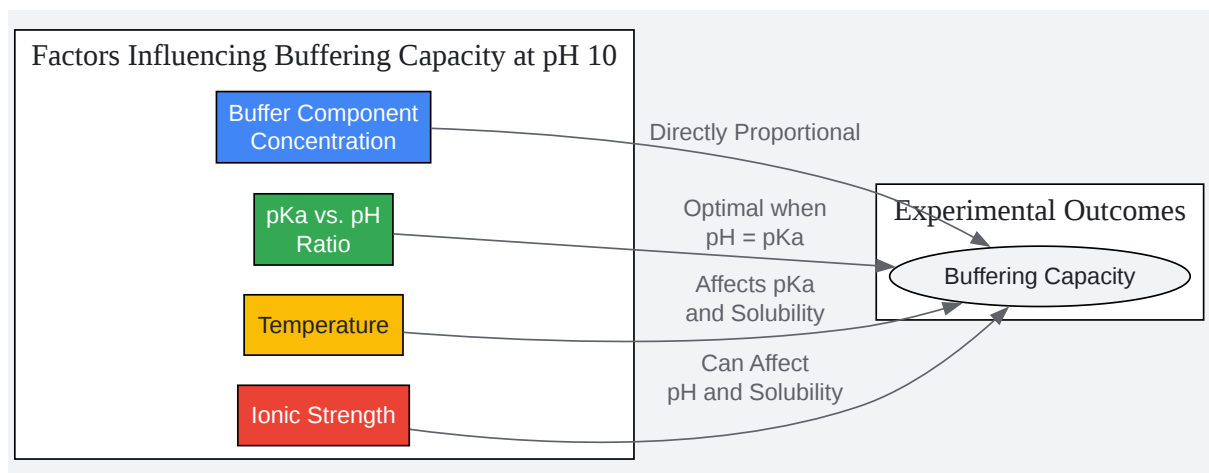 Factors Influencing Buffering Capacity at pH 10
Buffer Component
Concentration
Directly Proportional
pKa vs. pH
Ratio
Optimal when
pH = pKa
Experimental Outcomes
Buffering Capacity
Temperature
Affects pKa
and Solubility
Ionic Strength
Can Affect
pH and Solubility